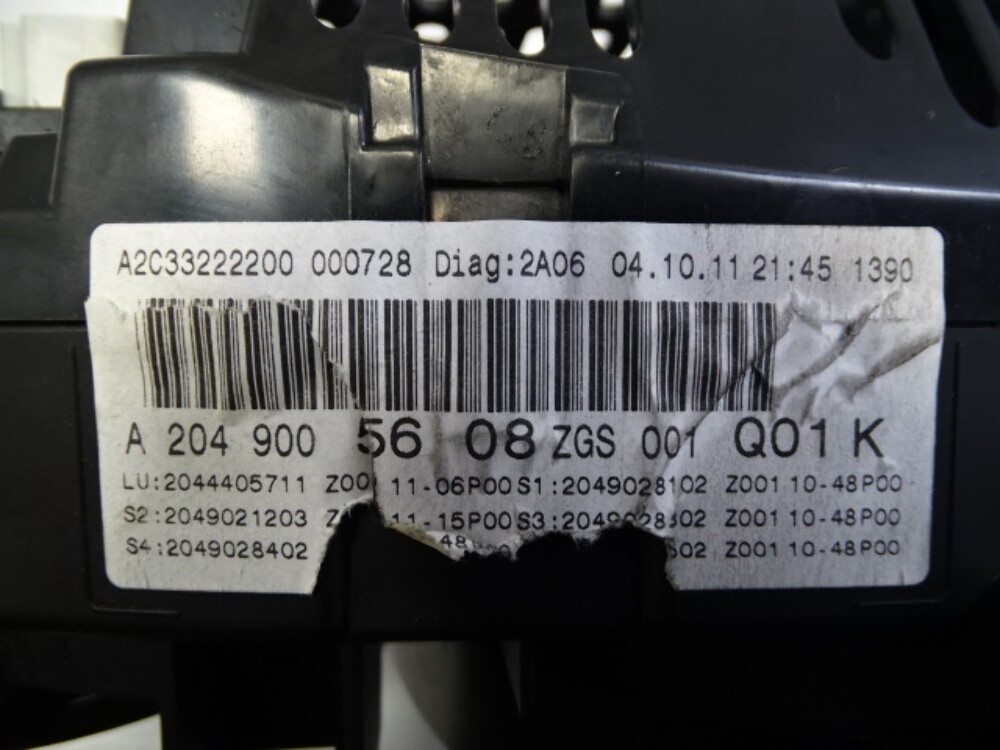 A2C33222200 000728 Diag:2A06 04.10.11 21:45 1390
A 204 900 56 08 ZGS 001 Q01 K
LU:2044405711 Z00 11-06P00 S1:2049028102 Z001 10-48P00
S2:2049021203 11-15P00 S3:2049028302 Z001 10-48P00
S4:2049028402 Z001 10-48P00